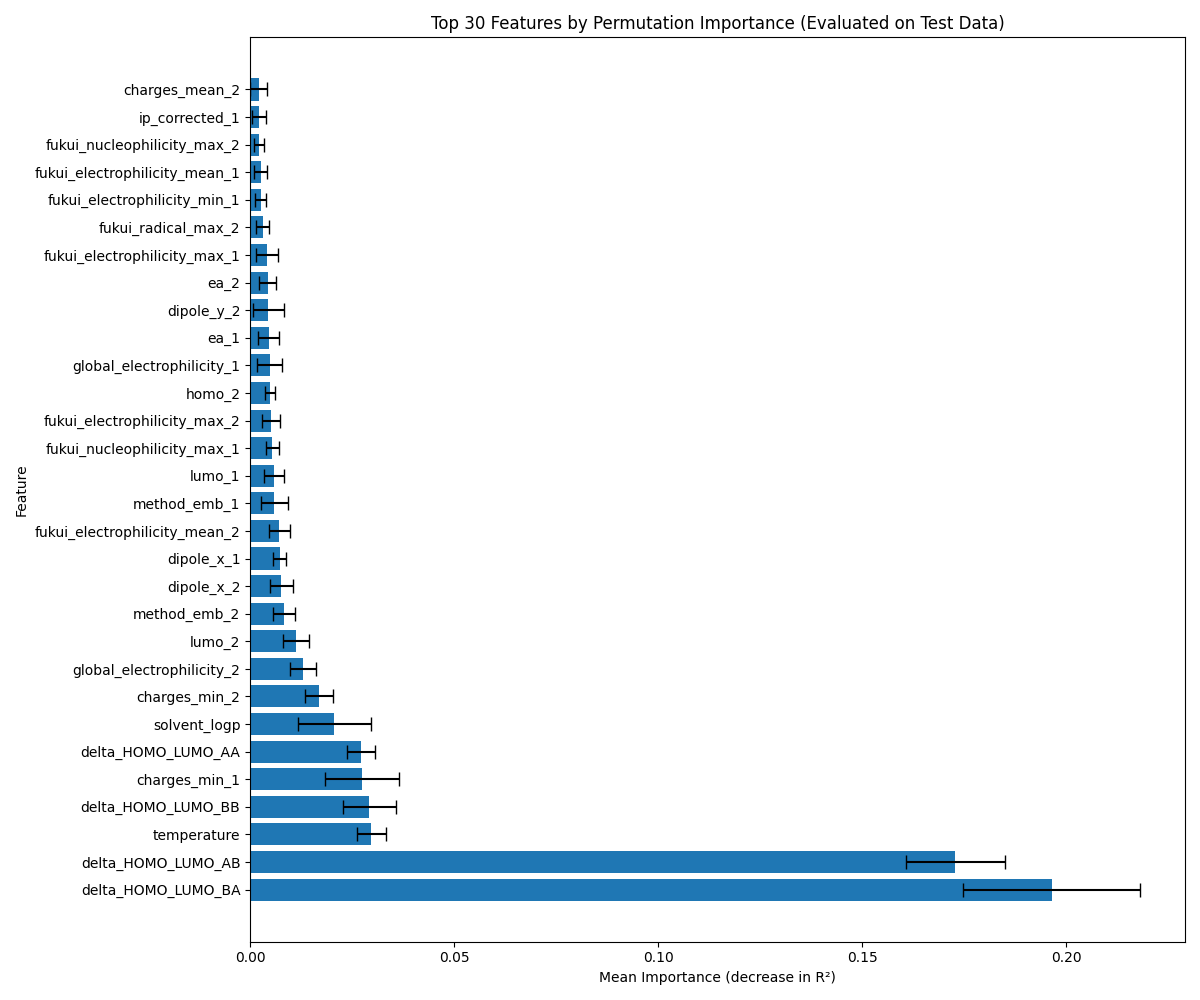 Top 30 Features by Permutation Importance (Evaluated on Test Data)
charges_mean_2
ip_corrected_1
fukui_nucleophilicity_max_2
fukui_electrophilicity_mean_1
fukui_electrophilicity_min_1
fukui_radical_max_2
fukui_electrophilicity_max_1
ea_2
dipole_y_2
ea_1
global_electrophilicity_1
homo_2
fukui_electrophilicity_max_2
fukui_nucleophilicity_max_1
lumo_1
method_emb_1
fukui_electrophilicity_mean_2
dipole_x_1
dipole_x_2
method_emb_2
lumo_2
global_electrophilicity_2
charges_min_2
solvent_logp
delta_HOMO_LUMO_AA
charges_min_1
delta_HOMO_LUMO_BB
temperature
delta_HOMO_LUMO_AB
delta_HOMO_LUMO_BA
Feature
0.00 0.05 0.10 0.15 0.20
Mean Importance (decrease in R²)